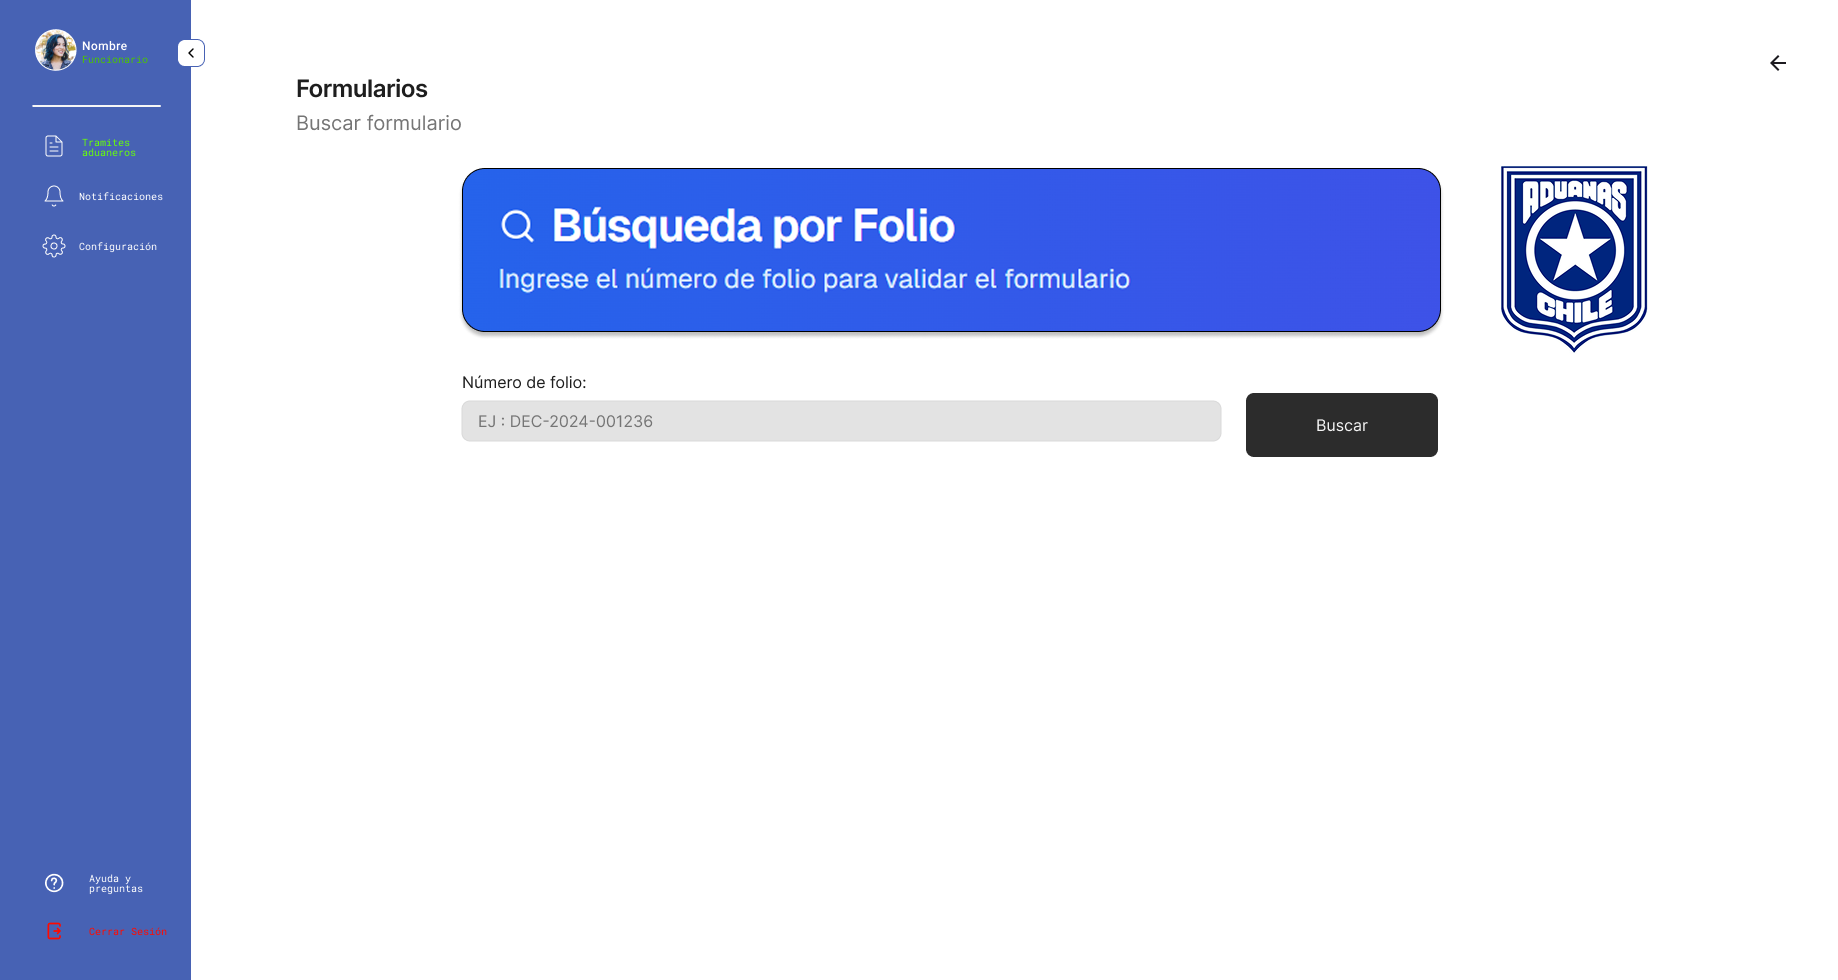 Nombre
Funcionario
Tramites
aduaneros
Notificaciones
Configuración
Ayuda y
preguntas
Cerrar Sesión
Formularios
Buscar formulario
Búsqueda por Folio
Ingrese el número de folio para validar el formulario
ADUANAS
CHILE
Número de folio:
EJ : DEC-2024-001236
Buscar